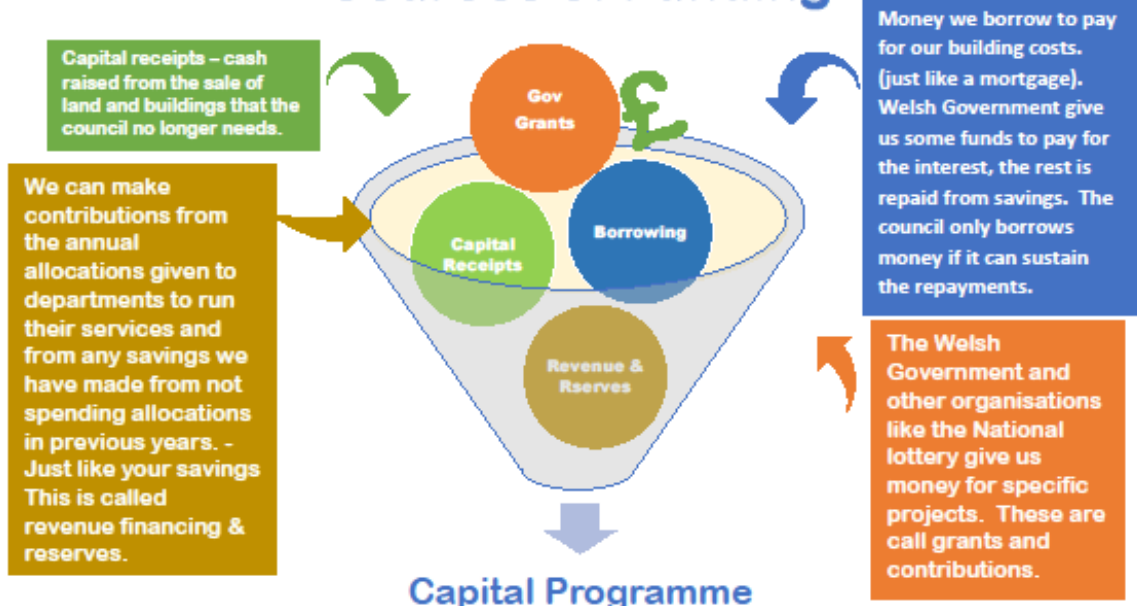 Capital receipts – cash
raised from the sale of
land and buildings that the
council no longer needs.
Money we borrow to pay
for our building costs.
(just like a mortgage).
Welsh Government give
us some funds to pay for
the interest, the rest is
repaid from savings. The
council only borrows
money if it can sustain
the repayments.
We can make
contributions from
the annual
allocations given to
departments to run
their services and
from any savings we
have made from not
spending allocations
in previous years. -
Just like your savings
This is called
revenue financing &
reserves.
Gov
Grants
£
Capital
Receipts
Borrowing
Revenue &
Rserves
The Welsh
Government and
other organisations
like the National
lottery give us
money for specific
projects. These are
call grants and
contributions.
Capital Programme